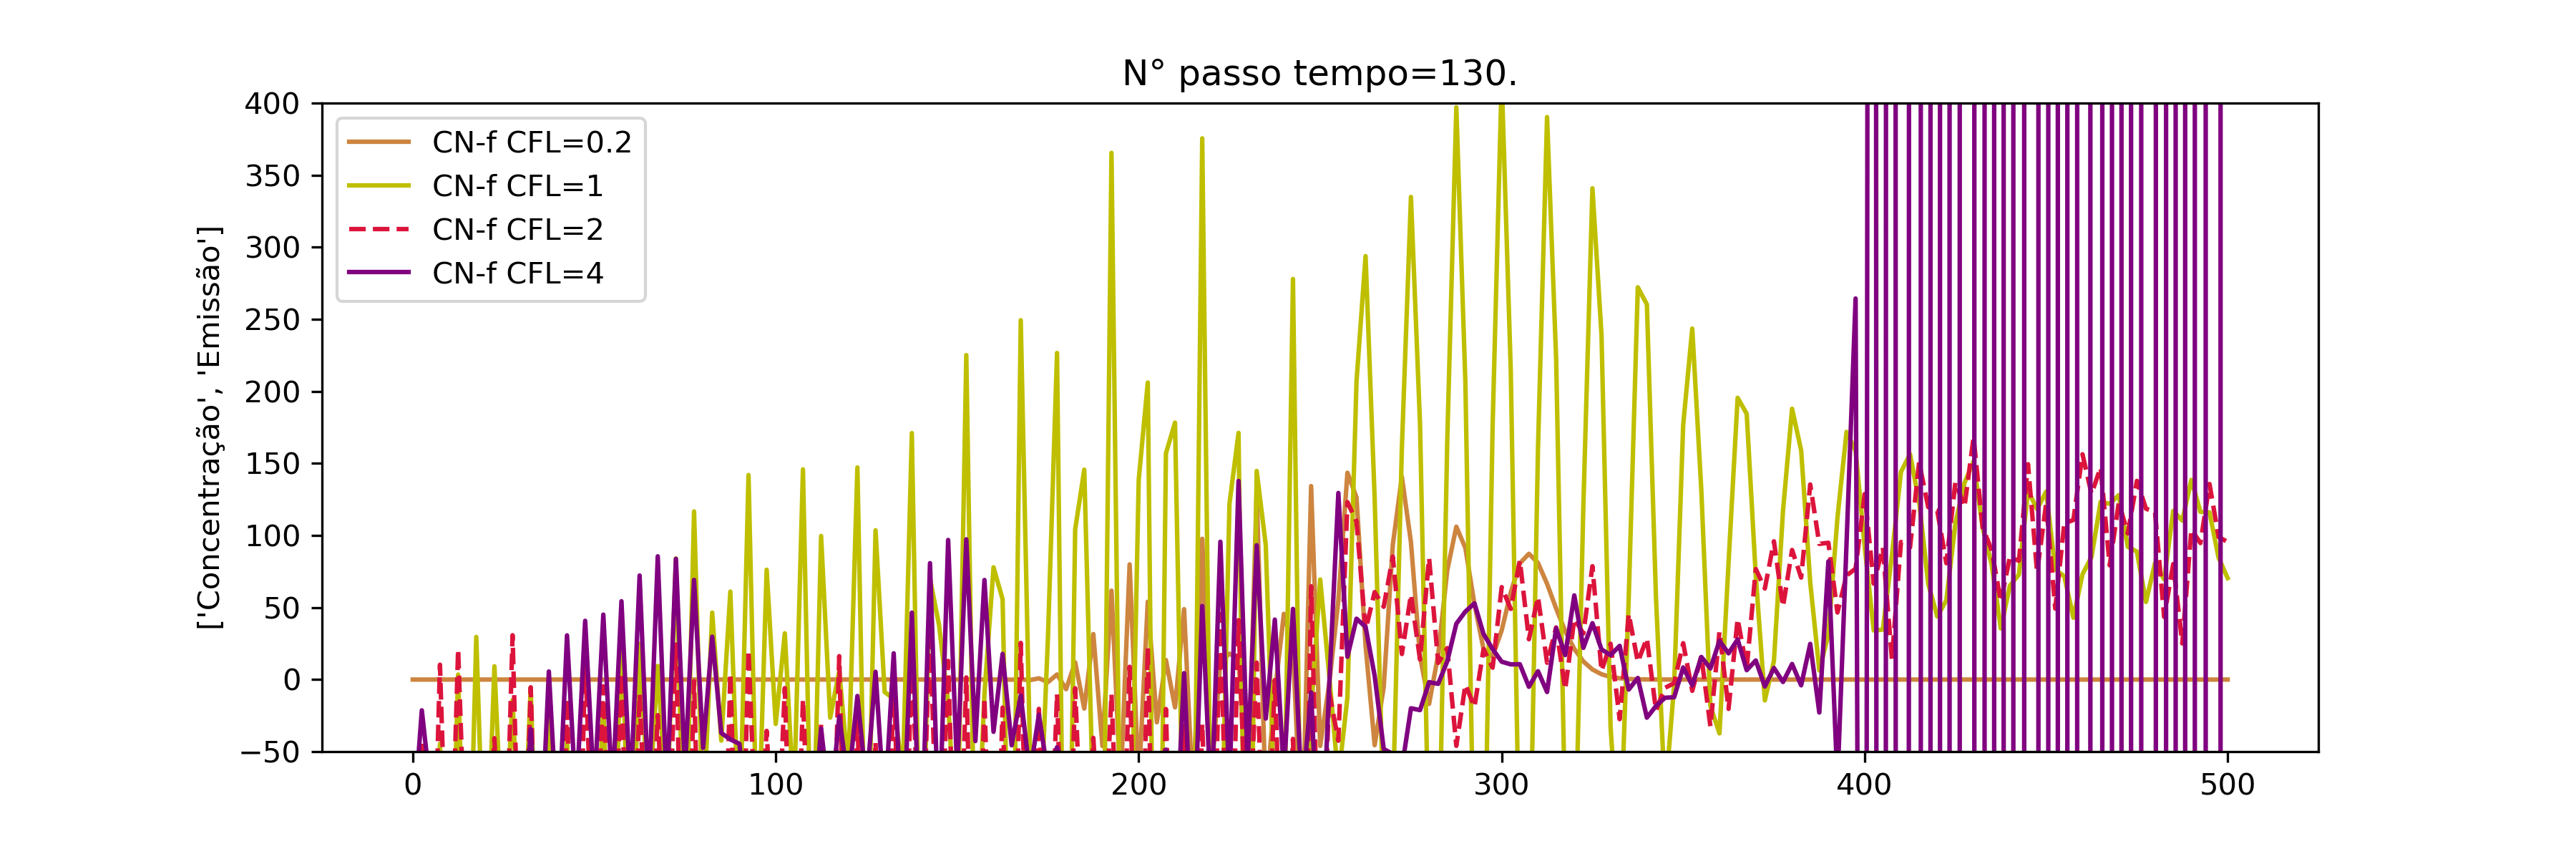 N° passo tempo=130.
400
350
300
250
200
150
100
50
0
−50
['Concentração', 'Emissão']
CN-f CFL=0.2
CN-f CFL=1
CN-f CFL=2
CN-f CFL=4
0 100 200 300 400 500